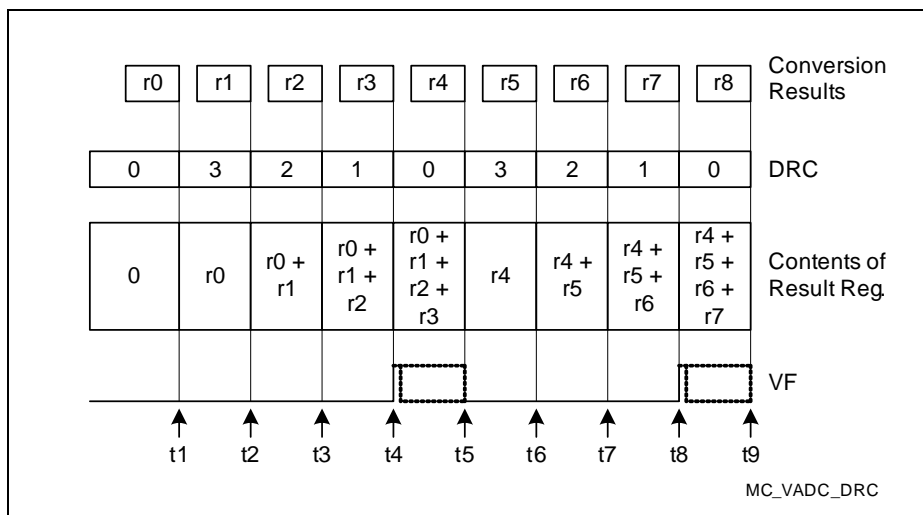 r0 r1 r2 r3 r4 r5 r6 r7 r8
Conversion
Results
0 3 2 1 0 3 2 1 0 DRC
0
r0
r0 +
r1
r0 +
r1 +
r2
r0 +
r1 +
r2 +
r3
r4
r4 +
r5
r4 +
r5 +
r6
r4 +
r5 +
r6 +
r7
Contents of
Result Reg.
VF
t1 t2 t3 t4 t5 t6 t7 t8 t9
MC_VADC_DRC